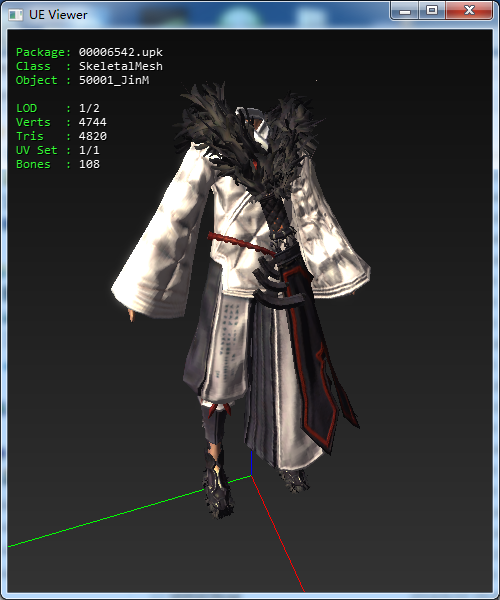 UE Viewer
Package: 00006542.upk
Class : SkeletalMesh
Object : 50001_JinM
LOD : 1/2
Verts : 4744
Tris : 4820
UV Set : 1/1
Bones : 108